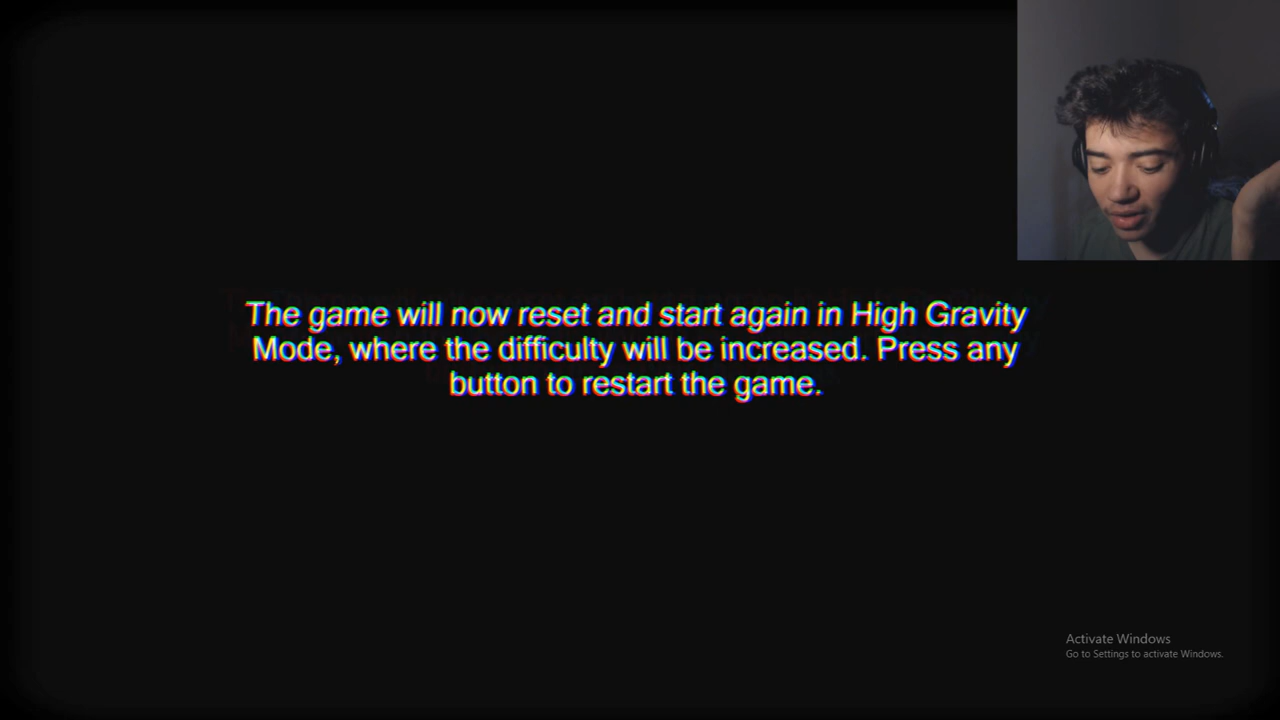 The game will now reset and start again in High Gravity
Mode, where the difficulty will be increased. Press any
button to restart the game.
Activate Windows
Go to Settings to activate Windows.